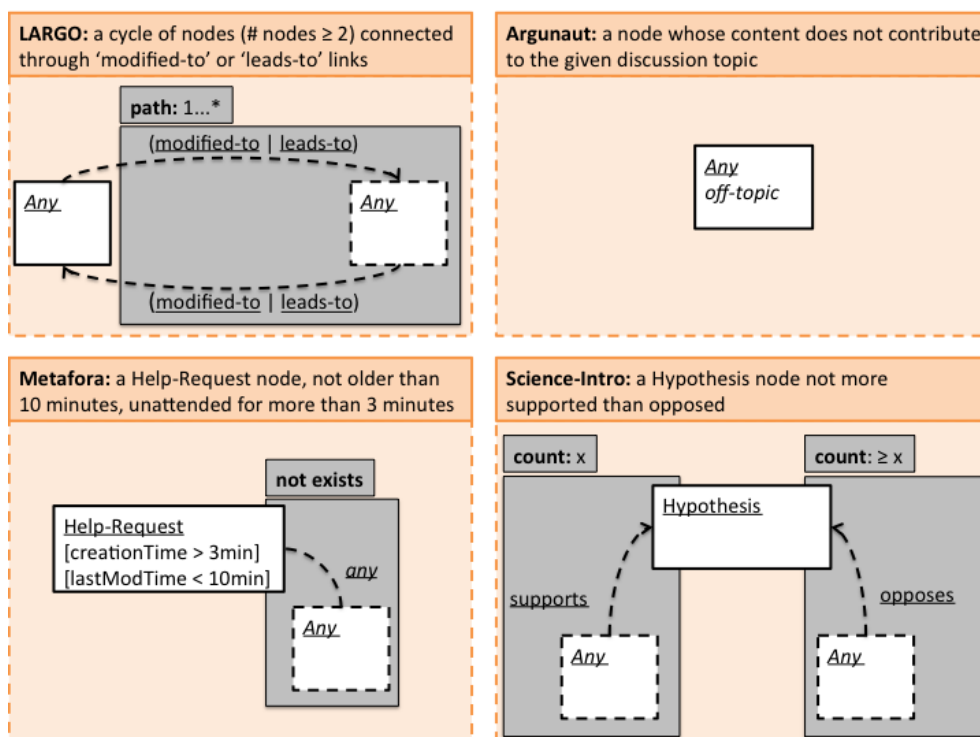 LARGO: a cycle of nodes (# nodes ≥ 2) connected
through ‘modified-to’ or ‘leads-to’ links
path: 1...*
(modified-to | leads-to)
Any
Any
(modified-to | leads-to)
Argunaut: a node whose content does not contribute
to the given discussion topic
Any
off-topic
Metafora: a Help-Request node, not older than
10 minutes, unattended for more than 3 minutes
not exists
Help-Request
[creationTime > 3min]
[lastModTime < 10min]
any
Any
Science-Intro: a Hypothesis node not more
supported than opposed
count: x
count: ≥ x
Hypothesis
supports
opposes
Any
Any